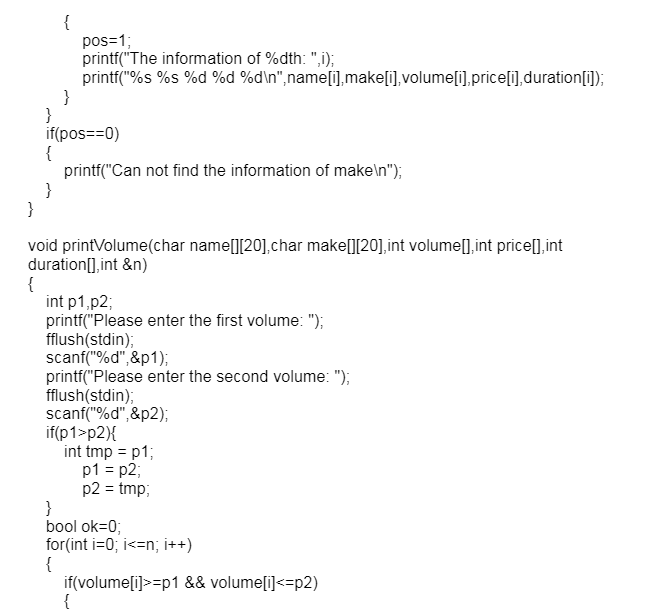 {
pos=1;
printf("The information of %dth: ",i);
printf("%s %s %d %d %d\n",name[i],make[i],volume[i],price[i],duration[i]);
}
}
if(pos==0)
{
printf("Can not find the information of make\n");
}
}

void printVolume(char name[][20],char make[][20],int volume[],int price[],int
duration[],int &n)
{
int p1,p2;
printf("Please enter the first volume: ");
fflush(stdin);
scanf("%d",&p1);
printf("Please enter the second volume: ");
fflush(stdin);
scanf("%d",&p2);
if(p1>p2){
int tmp = p1;
p1 = p2;
p2 = tmp;
}
bool ok=0;
for(int i=0; i<=n; i++)
{
if(volume[i]>=p1 && volume[i]<=p2)
{